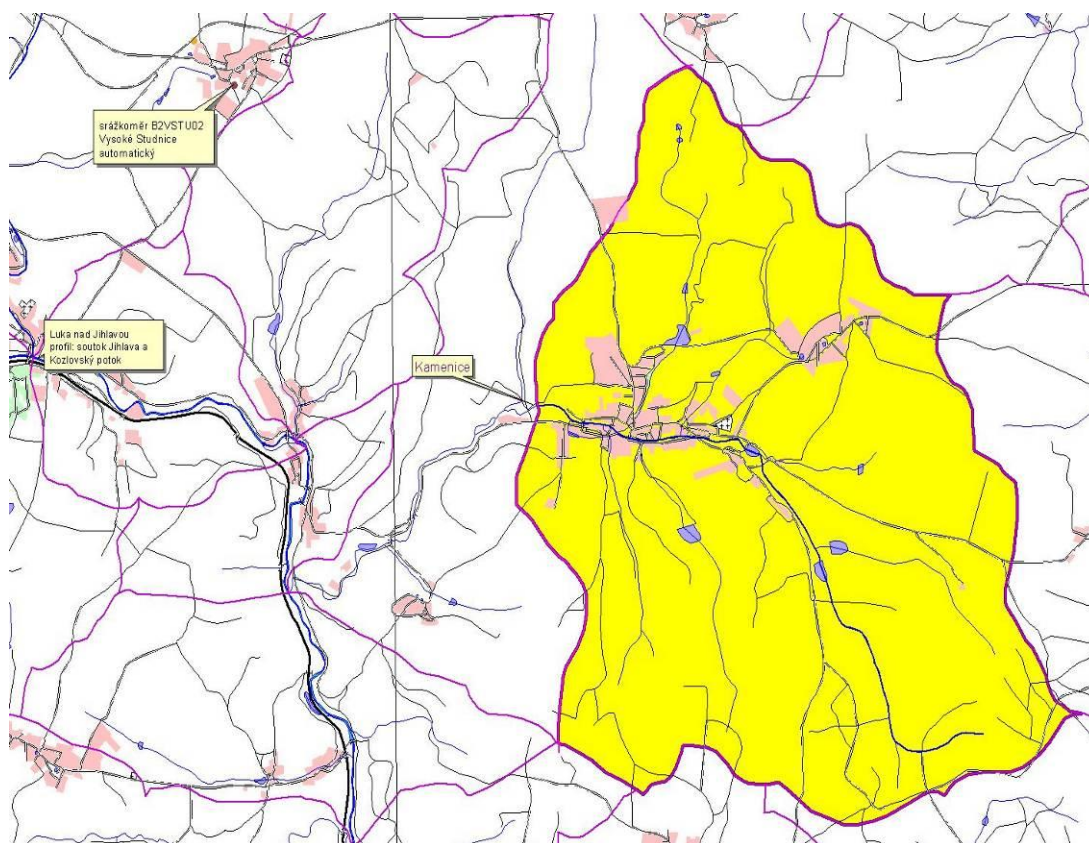 srážkoměr B2VSTU02
Vysoké Studnice
automatický
Luka nad Jihlavou
profil: soutok Jihlava a
Kozlovský potok
Kamenice